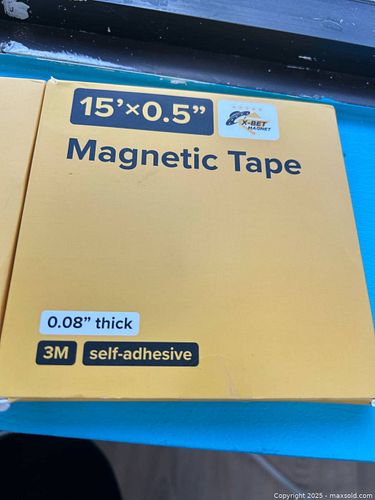 15'×0.5"
X-BET
MAGNET
Magnetic Tape
0.08" thick
3M self-adhesive
Copyright © 2025 - maxsold.com